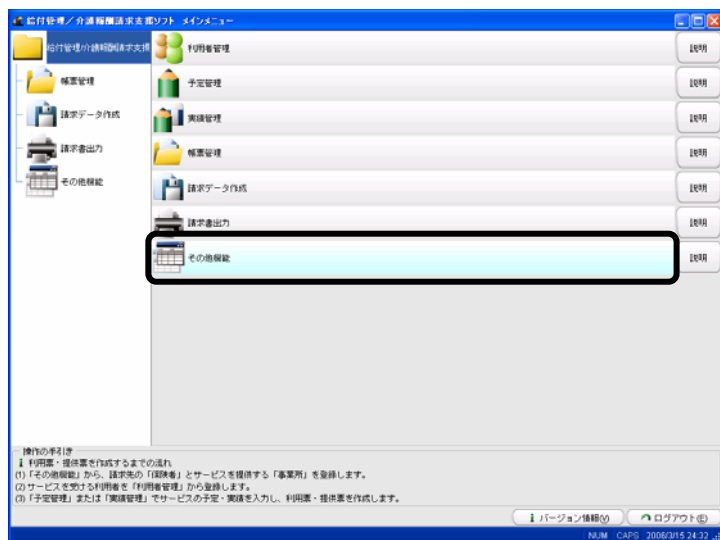 給付管理／介護報酬請求支援ソフト メインメニュー
給付管理/介護報酬請求支援
帳票管理
請求データ作成
請求書出力
その他機能
利用者管理
説明
予定管理
説明
実績管理
説明
帳票管理
説明
請求データ作成
説明
請求書出力
説明
その他機能
説明
操作の手引き
利用票・提供票を作成するまでの流れ
(1)「その他機能」から、請求先の「保険者」とサービスを提供する「事業所」を登録します。
(2)サービスを受ける利用者を「利用者管理」から登録します。
(3)「予定管理」または「実績管理」でサービスの予定・実績を入力し、利用票・提供票を作成します。
バージョン情報(V)
ログアウト(E)
NUM CAPS 2006/3/15 24:32